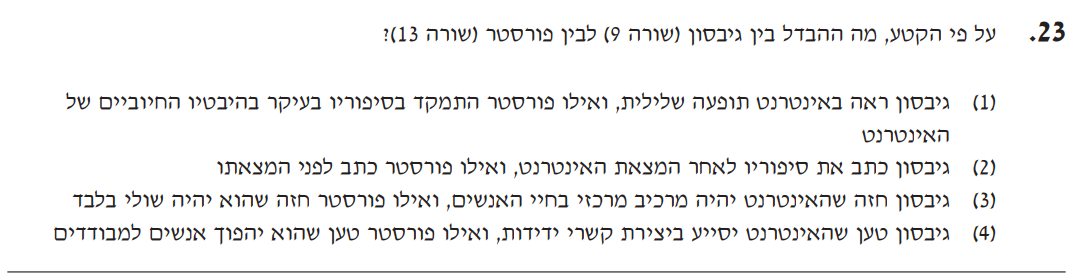 23. על פי הקטע, מה ההבדל בין גיבסון (שורה 9) לבין פורסטר (שורה 13)?
(1) גיבסון ראה באינטרנט תופעה שלילית, ואילו פורסטר התמקד בסיפוריו בעיקר בהיבטיו החיוביים של
האינטרנט
(2) גיבסון כתב את סיפוריו לאחר המצאת האינטרנט, ואילו פורסטר כתב לפני המצאתו
(3) גיבסון חזה שהאינטרנט יהיה מרכיב מרכזי בחיי האנשים, ואילו פורסטר חזה שהוא יהיה שולי בלבד
(4) גיבסון טען שהאינטרנט יסייע ביצירת קשרי ידידות, ואילו פורסטר טען שהוא יהפוך אנשים למבודדים